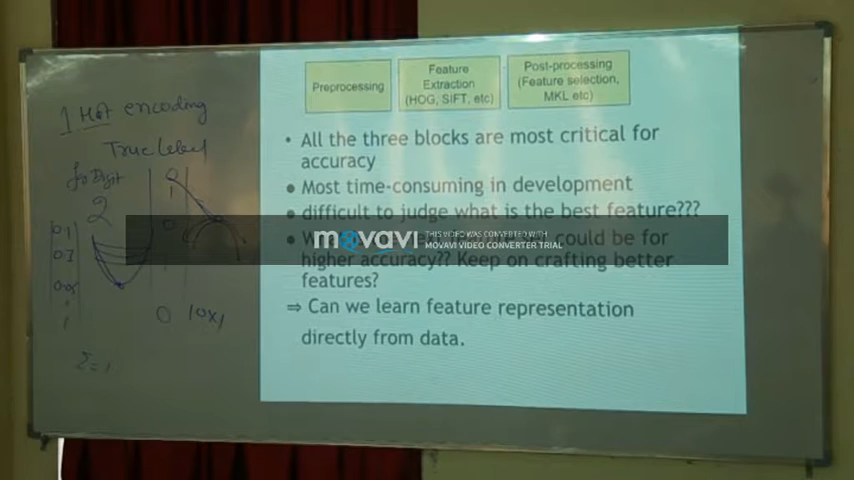 Preprocessing
Feature
Extraction
(HOG, SIFT, etc)
Post-processing
(Feature selection,
MKL etc)
• All the three blocks are most critical for
accuracy
• Most time-consuming in development
• difficult to judge what is the best feature???
could be for
higher accuracy?? Keep on crafting better
features?
⇒ Can we learn feature representation
directly from data.
1 Hot encoding
True label
for Digit
2
0
1
0
0 10x1
0.1
Σ=1
movavi
THIS VIDEO WAS CONVERTED WITH
MOVAVI VIDEO CONVERTER TRIAL